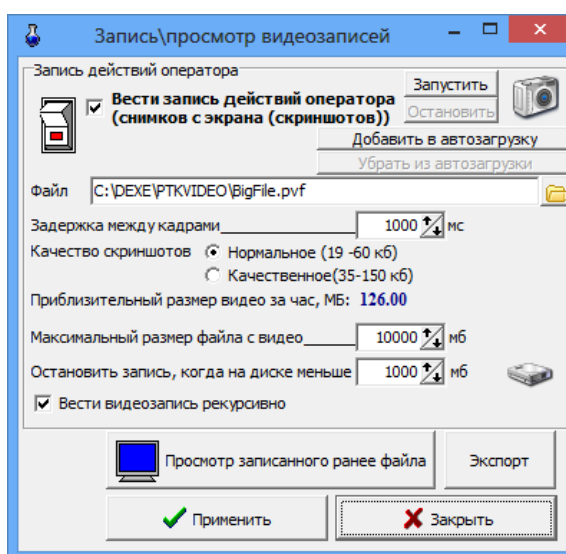 Запись\просмотр видеозаписей
Запись действий оператора
Запустить
Вести запись действий оператора
(снимков с экрана (скриншотов))
Остановить
Добавить в автозагрузку
Убрать из автозагрузки
Файл C:\DEXE\PTKVIDEO\BigFile.pvf
Задержка между кадрами 1000 мс
Качество скриншотов Нормальное (19 -60 кб)
Качественное(35-150 кб)
Приблизительный размер видео за час, МБ: 126.00
Максимальный размер файла с видео 10000 мб
Остановить запись, когда на диске меньше 1000 мб
Вести видеозапись рекурсивно
Просмотр записанного ранее файла Экспорт
Применить Закрыть